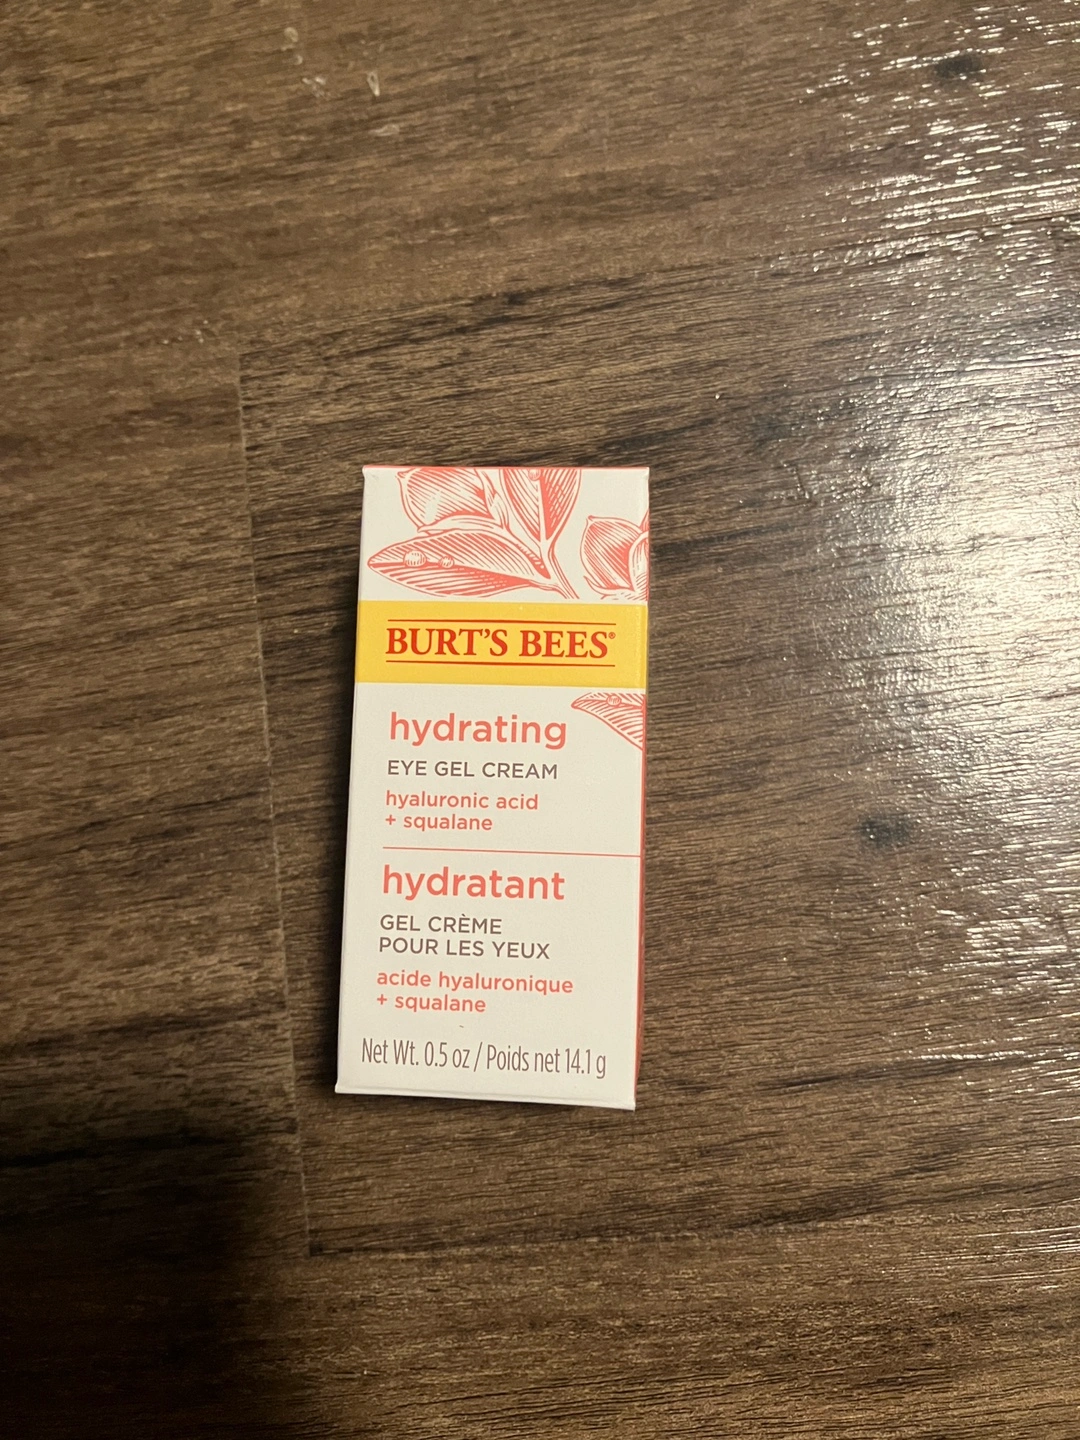 BURT'S BEES®
hydrating
EYE GEL CREAM
hyaluronic acid
+ squalane
hydratant
GEL CRÈME
POUR LES YEUX
acide hyaluronique
+ squalane
Net Wt. 0.5 oz / Poids net 14.1 g